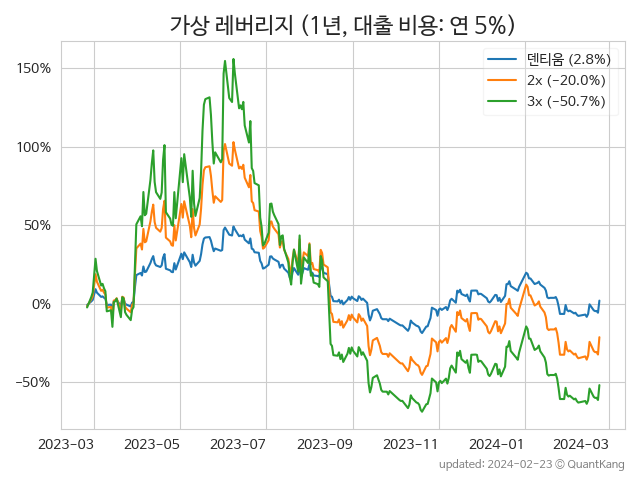 가상 레버리지 (1년, 대출 비용: 연 5%)
덴티움 (2.8%)
2x (−20.0%)
3x (−50.7%)
150%
100%
50%
0%
−50%
2023-03 2023-05 2023-07 2023-09 2023-11 2024-01 2024-03
updated: 2024-02-23 © QuantKang